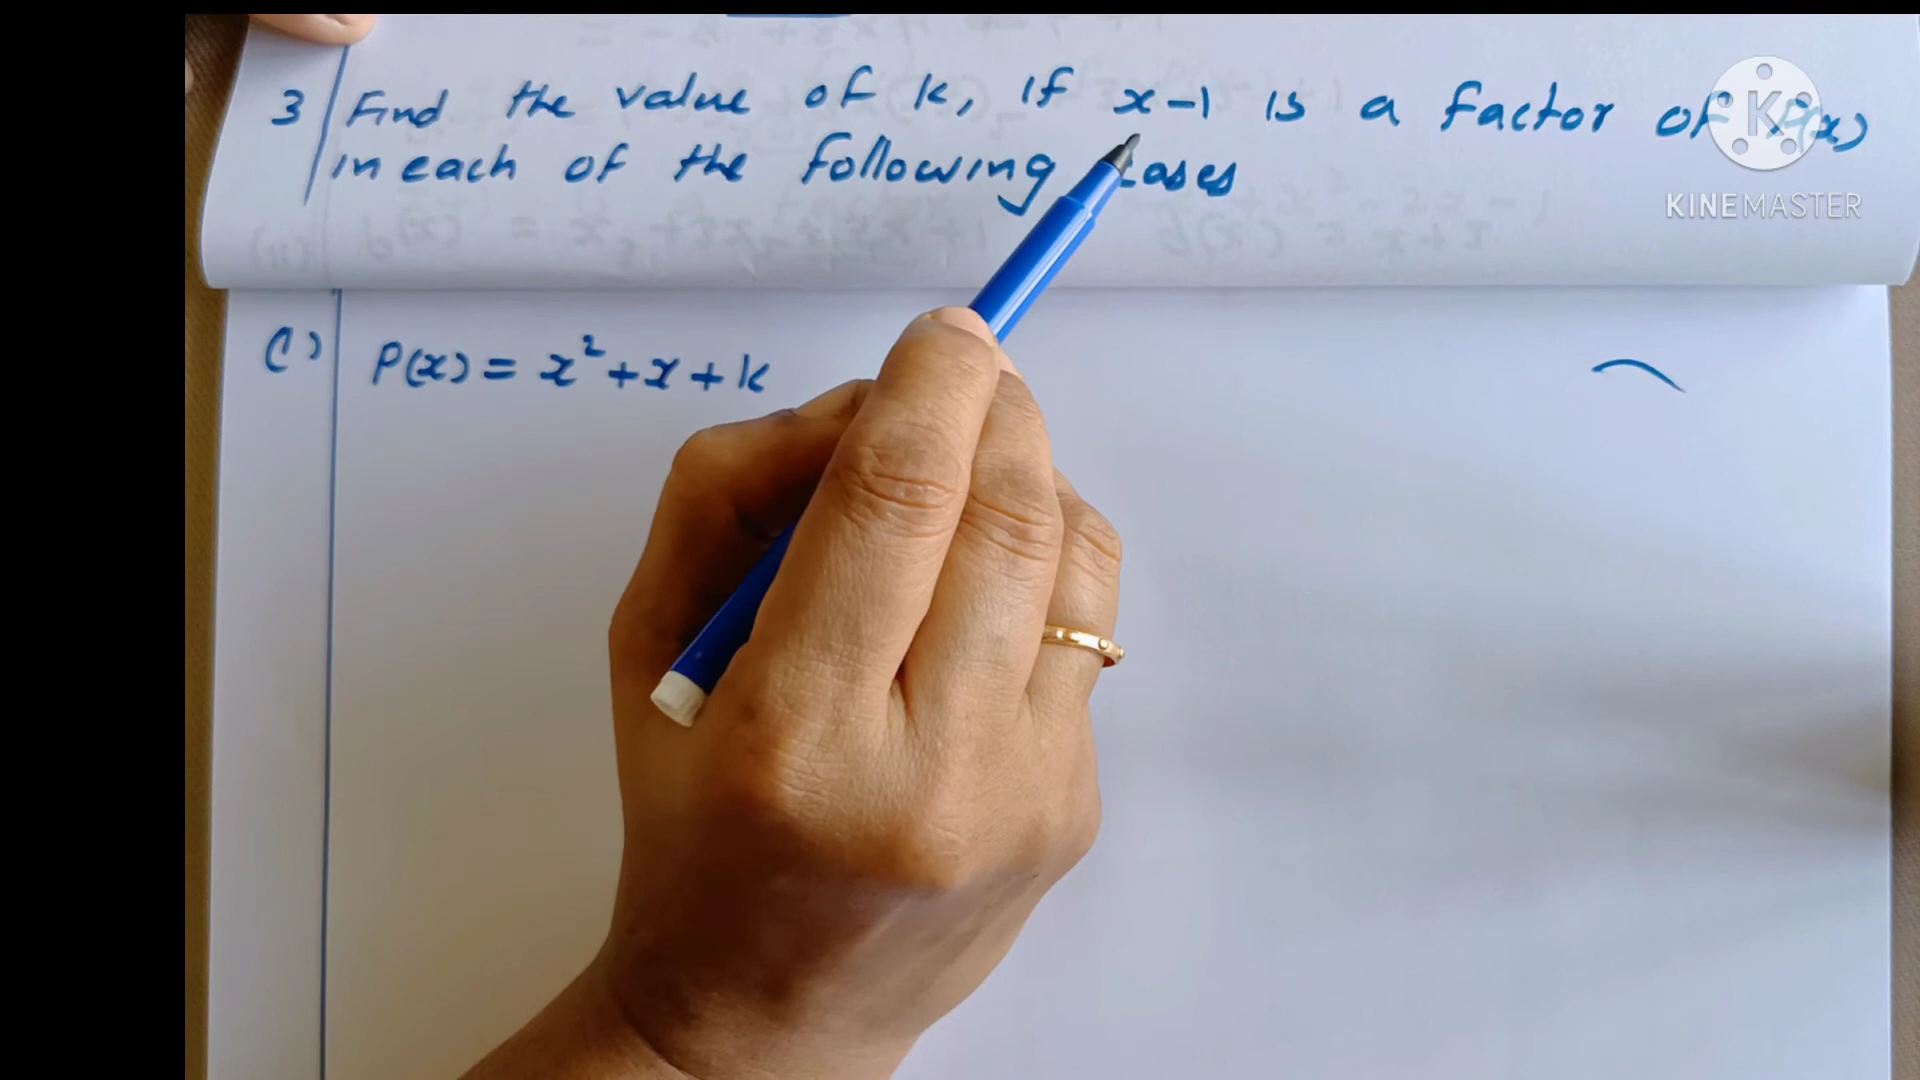 3 Find the value of k, if x-1 is a factor of P(x)
in each of the following cases
(i) P(x) = x² + x + k
KINEMASTER